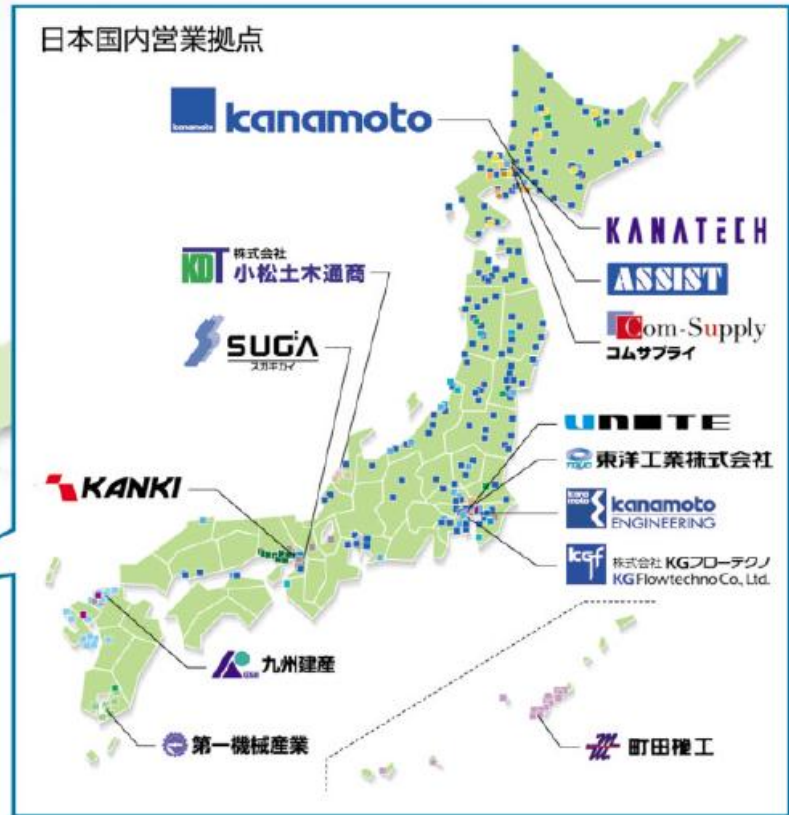 日本国内営業拠点
kanamoto
kanamoto
KANATECH
株式会社
KDT 小松土木通商
ASSIST
Com-Supply
コムサプライ
SUGA
スガキカイ
UNITE
東洋工業株式会社
kanamoto
ENGINEERING
KANKI
kgf 株式会社 KGフローテクノ
KG Flowtechno Co., Ltd.
九州建産
第一機械産業
町田機工